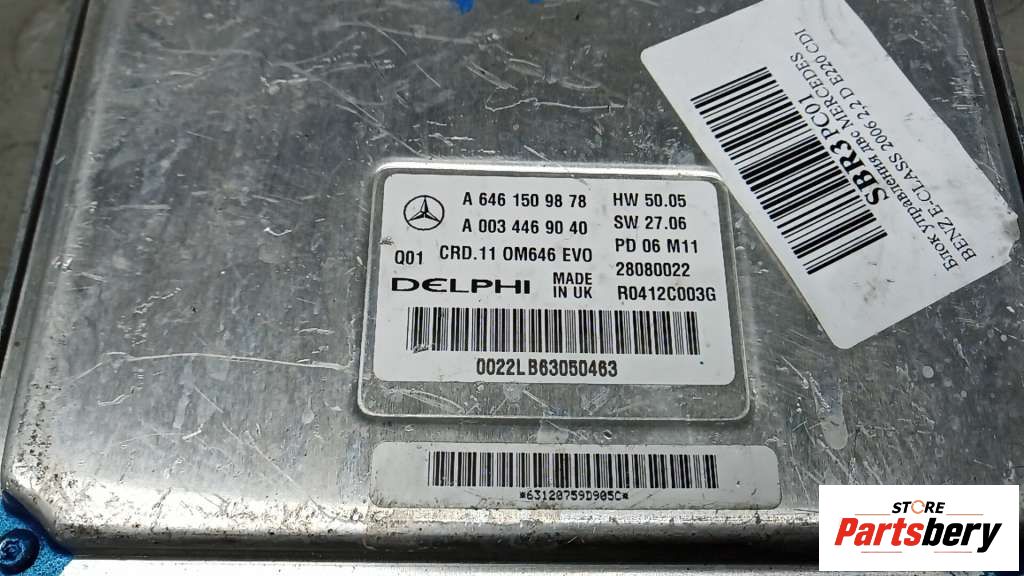 A 646 150 98 78 HW 50.05
A 003 446 90 40 SW 27.06
Q01 CRD.11 OM646 EVO PD 06 M11
28080022
DELPHI MADE IN UK R0412C003G
0022LB63050463
*63120759D905C*
SBR3PC01
Блок управления двс MERCEDES
BENZ E-CLASS 2006 2,2 D E220 CDI
STORE
Partsbery